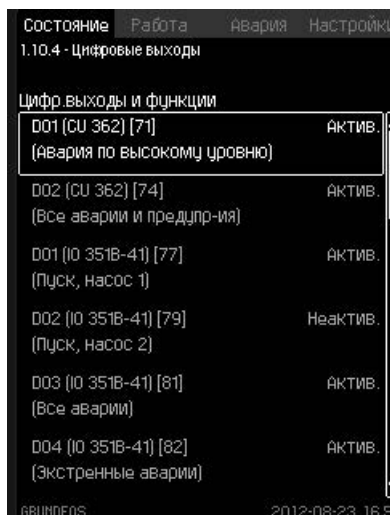 Состояние Работа Авария Настройки
1.10.4 - Цифровые выходы
Цифр.выходы и функции
DO1 (CU 362) [71] Актив.
(Авария по высокому уровню)
DO2 (CU 362) [74] Актив.
(Все аварии и предупр-ия)
DO1 (IO 351B-41) [77] Актив.
(Пуск, насос 1)
DO2 (IO 351B-41) [79] Неактив.
(Пуск, насос 2)
DO3 (IO 351B-41) [81] Актив.
(Все аварии)
DO4 (IO 351B-41) [82] Актив.
(Экстренные аварии)
GRUNDFOS 2012-08-23 16:5